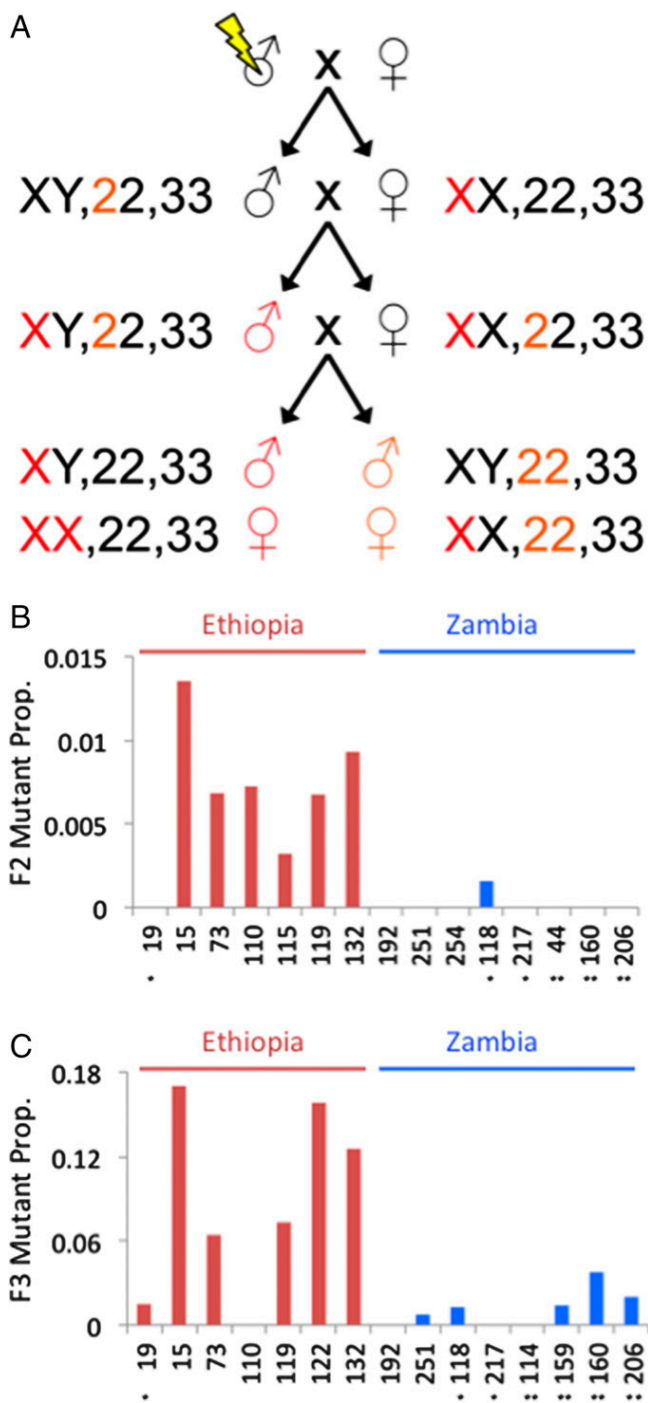 A
X
XY,22,33 X XX,22,33
XY,22,33 X XX,22,33
XY,22,33 XY,22,33
XX,22,33 XX,22,33
B
Ethiopia Zambia
F2 Mutant Prop.
0.015
0.01
0.005
0
* 19 15 73 110 115 119 132 192 251 254 * 118 * 217 ** 44 ** 160 ** 206
C
Ethiopia Zambia
F3 Mutant Prop.
0.18
0.12
0.06
0
* 19 15 73 110 119 122 132 192 251 * 118 * 217 ** 114 ** 159 ** 160 ** 206